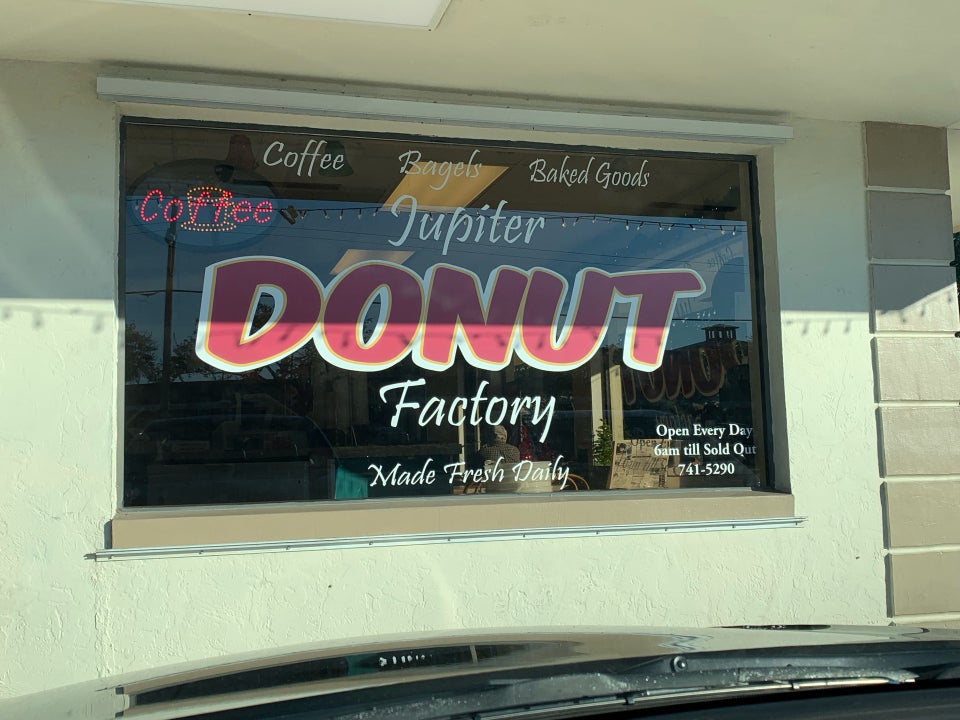 Coffee Bagels Baked Goods
Coffee
Jupiter
DONUT
Factory
Made Fresh Daily
Open Every Day
6am till Sold Out
741-5290